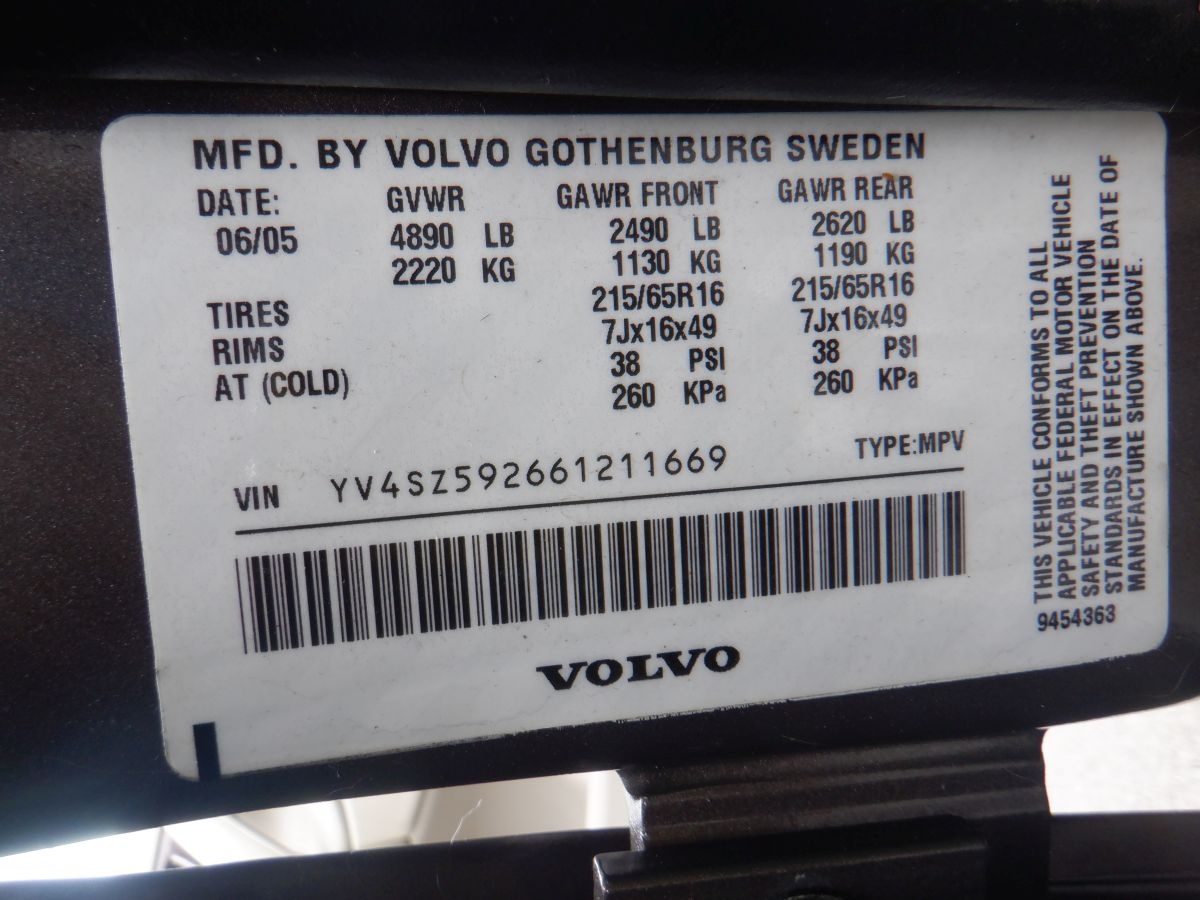 MFD. BY VOLVO GOTHENBURG SWEDEN
DATE: GVWR GAWR FRONT GAWR REAR
06/05 4890 LB 2490 LB 2620 LB
2220 KG 1130 KG 1190 KG
TIRES 215/65R16 215/65R16
RIMS 7Jx16x49 7Jx16x49
AT (COLD) 38 PSI 38 PSI
260 KPa 260 KPa
VIN YV4SZ592661211669 TYPE:MPV
VOLVO
THIS VEHICLE CONFORMS TO ALL
APPLICABLE FEDERAL MOTOR VEHICLE
SAFETY AND THEFT PREVENTION
STANDARDS IN EFFECT ON THE DATE OF
MANUFACTURE SHOWN ABOVE.
9454363